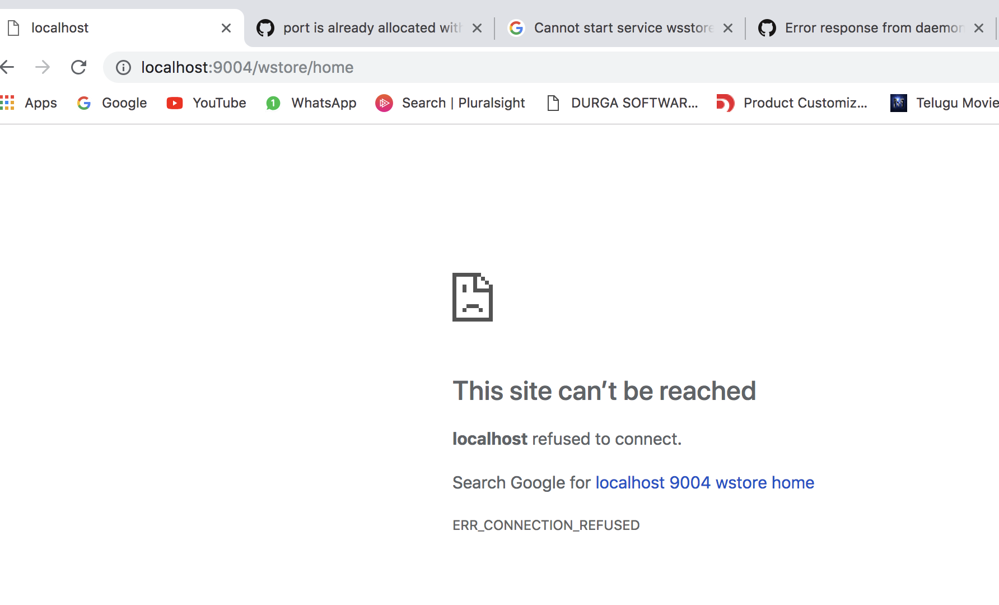 localhost
port is already allocated with
Cannot start service wsstore
Error response from daemon
localhost:9004/wstore/home
Apps
Google
YouTube
1
WhatsApp
Search | Pluralsight
DURGA SOFTWAR...
Product Customiz...
Telugu Movie
This site can’t be reached
localhost refused to connect.
Search Google for localhost 9004 wstore home
ERR_CONNECTION_REFUSED